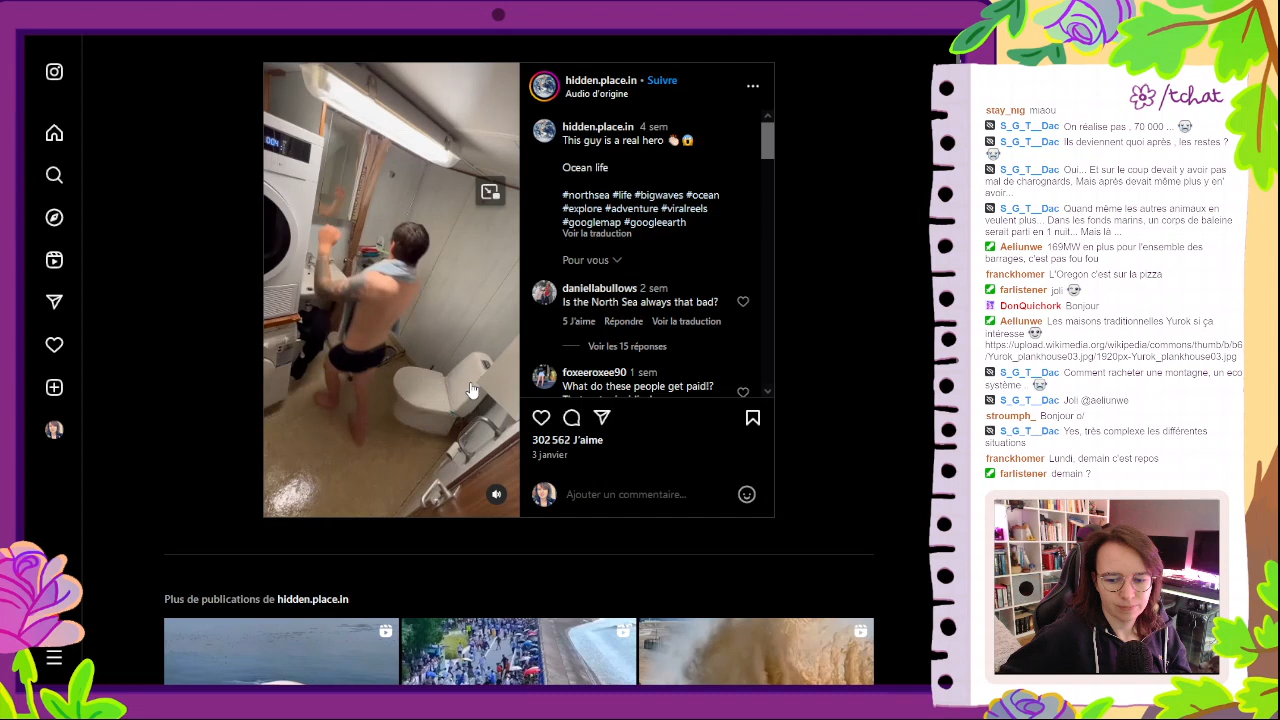 hidden.place.in • Suivre
Audio d'origine
hidden.place.in 4 sem
This guy is a real hero 👏🏻😱
Ocean life
#northsea #life #bigwaves #ocean
#explore #adventure #viralreels
#googlemap #googleearth
Voir la traduction
Pour vous
daniellabullows 2 sem
Is the North Sea always that bad?
5 J'aime Répondre Voir la traduction
Voir les 15 réponses
foxeeroxee90 1 sem
What do these people get paid!?
302 562 J'aime
3 janvier
Ajouter un commentaire...
Plus de publications de hidden.place.in
/tchat
stay_nig miaou
S_G_T__Dac On réalise pas , 70 000 ...
S_G_T__Dac Ils deviennent quoi après , les restes ?
S_G_T__Dac Oui... Et sur le coup devait y avoir pas
mal de charognards. Mais après devait même plus y'en
avoir...
S_G_T__Dac Quand même les autres animaux en
veulent plus... Dans les fonds marins, un corps de baleine
serait parti en 1 nuit... Mais là ...
Aeliunwe 169MW en plus pour l'ensemble des
barrages, c'est pas fou fou
franckhomer L'Oregon c'est sur la pizza
farlistener joli
DonQuichork Bonjour
Aeliunwe Les maisons traditionnelles Yurok si ça
intéresse
https://upload.wikimedia.org/wikipedia/commons/thumb/b/b6
/Yurok_plankhouse03.jpg/1920px-Yurok_plankhouse03.jpg
S_G_T__Dac Comment racheter une montagne, un eco
système ..
S_G_T__Dac Joli @aeliunwe
stroumph_ Bonjour o/
S_G_T__Dac Yes, très complexe les différentes
situations
franckhomer Lundi, demain c'est repos
farlistener demain ?